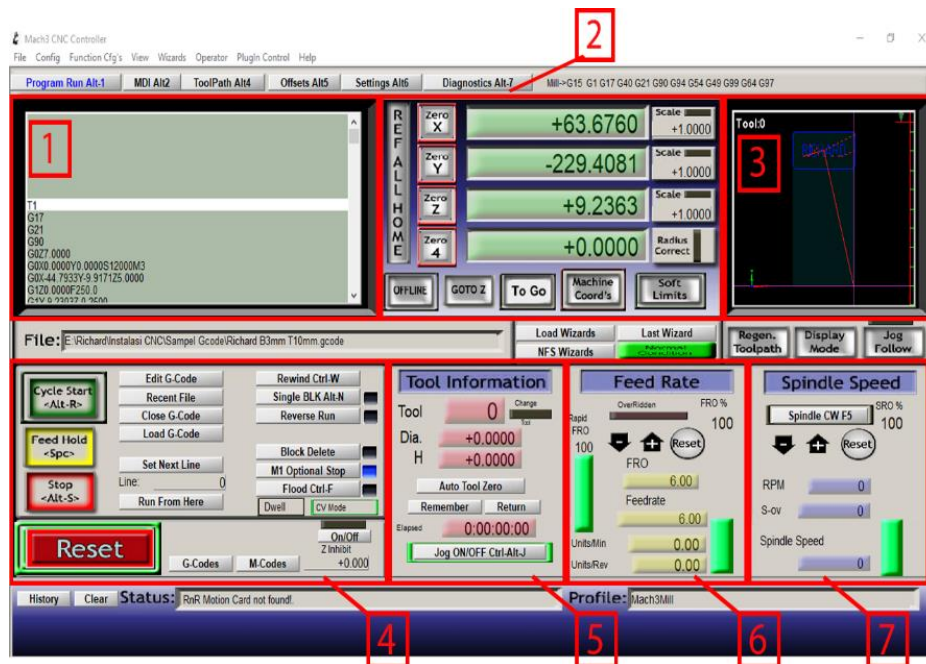 Mach3 CNC Controller
File Config Function Cfg's View Wizards Operator PlugIn Control Help
2
Program Run Alt-1 MDI Alt2 ToolPath Alt4 Offsets Alt5 Settings Alt6 Diagnostics Alt-7 Mill->G15 G1 G17 G40 G21 G90 G94 G54 G49 G99 G64 G97
1
T1
G17
G21
G90
G0Z7.0000
G0X0.0000Y0.0000S12000M3
G0X-44.7933Y-9.9171Z5.0000
G1Z0.0000F250.0
REF ALL HOME
Zero X +63.6760 Scale +1.0000
Zero Y -229.4081 Scale +1.0000
Zero Z +9.2363 Scale +1.0000
Zero 4 +0.0000 Radius Correct
OFFLINE GOTO Z To Go Machine Coord's Soft Limits
Tool:0
3
File: E:\Richard\Instalasi CNC\Sampel Gcode\Richard B3mm T10mm.gcode
Load Wizards Last Wizard
NFS Wizards Normal Condition
Regen. Toolpath Display Mode Jog Follow
Cycle Start <Alt-R>
Feed Hold <Spc>
Stop <Alt-S>
Edit G-Code Rewind Ctrl-W
Recent File Single BLK Alt-N
Close G-Code Reverse Run
Load G-Code
Block Delete
Set Next Line M1 Optional Stop
Line: 0 Flood Ctrl-F
Run From Here Dwell CV Mode
Reset
G-Codes M-Codes
On/Off
Z Inhibit
+0.000
4
Tool Information
Tool 0 Change Tool
Dia. +0.0000
H +0.0000
Auto Tool Zero
Remember Return
Elapsed 0:00:00:00
Jog ON/OFF Ctrl-Alt-J
5
Feed Rate
OverRidden FRO %
100
Rapid FRO
100
Reset
FRO
6.00
Feedrate
6.00
Units/Min 0.00
Units/Rev 0.00
6
Spindle Speed
Spindle CW F5 SRO %
100
Reset
RPM 0
S-ov 0
Spindle Speed
0
7
History Clear Status: RnR Motion Card not found!. Profile: Mach3Mill